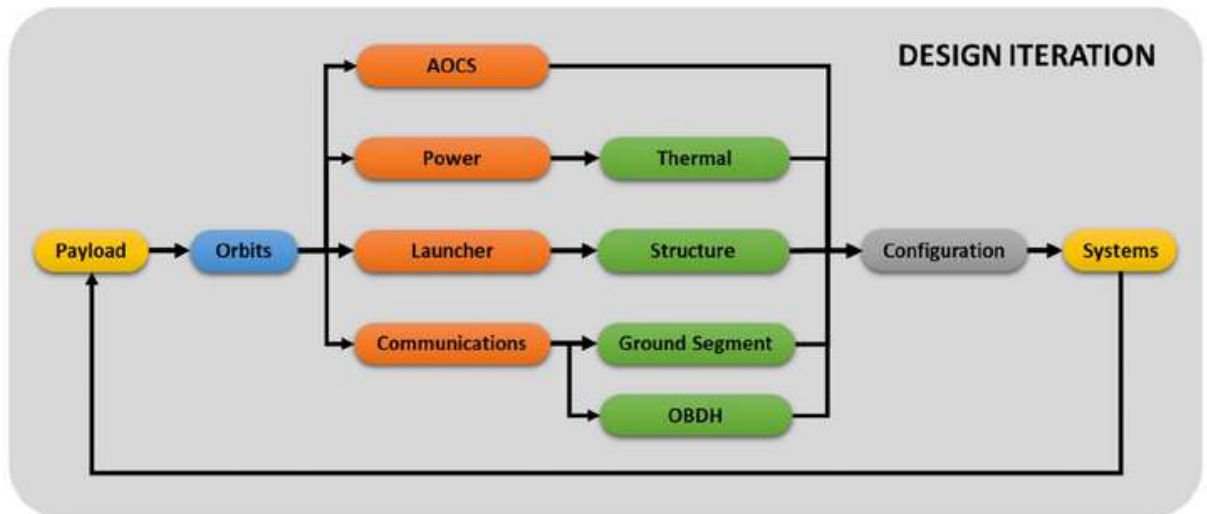 DESIGN ITERATION
AOCS
Power
Thermal
Payload
Orbits
Launcher
Structure
Configuration
Systems
Communications
Ground Segment
OBDH